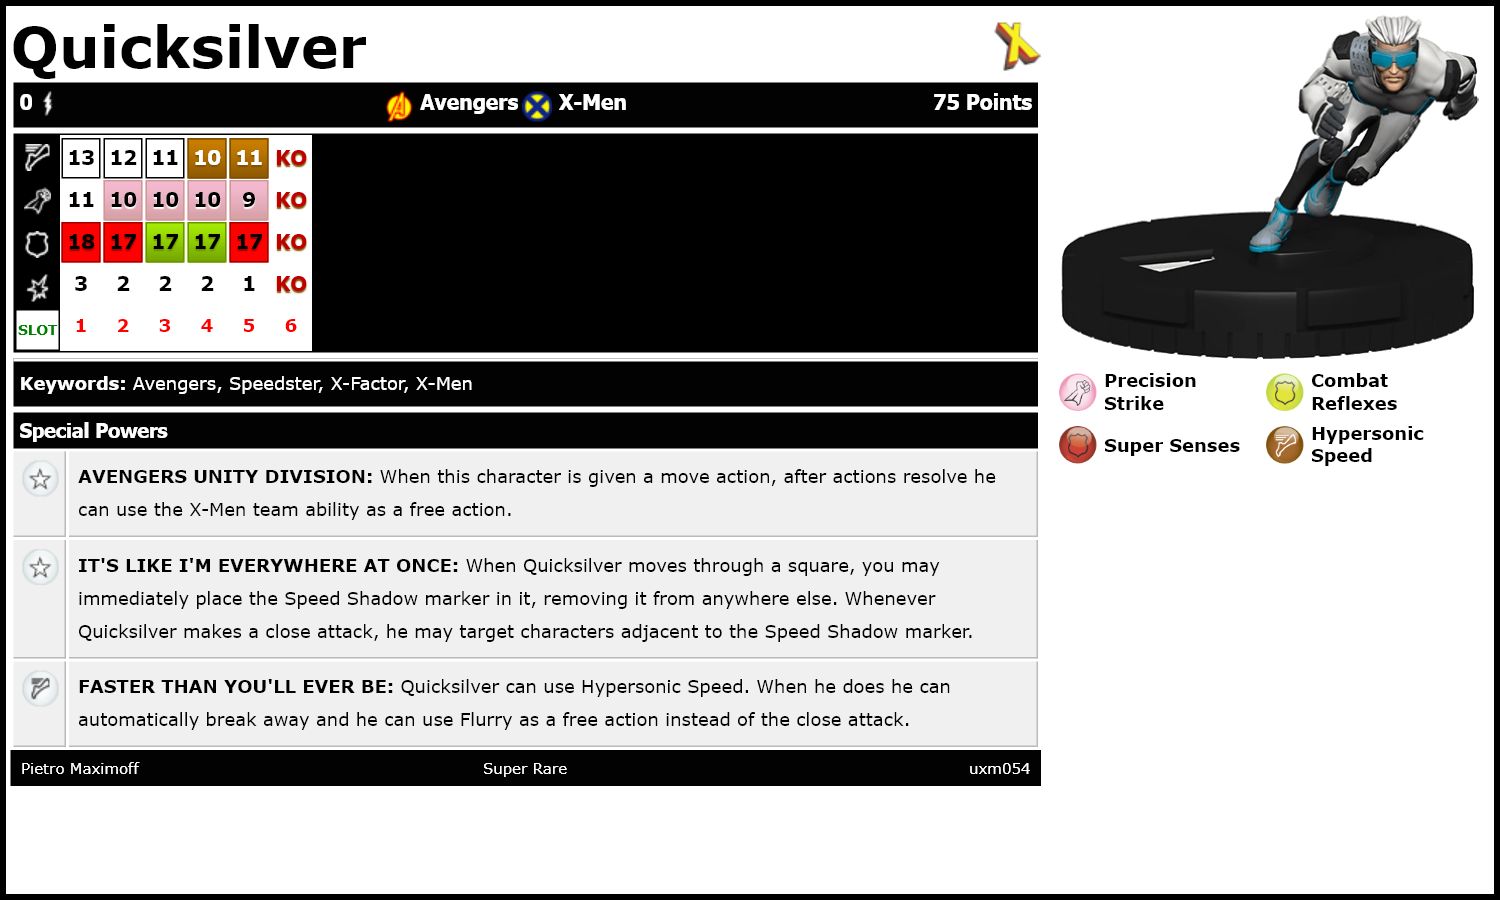 Quicksilver
0 Avengers X-Men 75 Points
13 12 11 10 11 KO
11 10 10 10 9 KO
18 17 17 17 17 KO
3 2 2 2 1 KO
SLOT 1 2 3 4 5 6
Keywords: Avengers, Speedster, X-Factor, X-Men
Special Powers
AVENGERS UNITY DIVISION: When this character is given a move action, after actions resolve he
can use the X-Men team ability as a free action.
IT'S LIKE I'M EVERYWHERE AT ONCE: When Quicksilver moves through a square, you may
immediately place the Speed Shadow marker in it, removing it from anywhere else. Whenever
Quicksilver makes a close attack, he may target characters adjacent to the Speed Shadow marker.
FASTER THAN YOU'LL EVER BE: Quicksilver can use Hypersonic Speed. When he does he can
automatically break away and he can use Flurry as a free action instead of the close attack.
Pietro Maximoff Super Rare uxm054
Precision
Strike
Combat
Reflexes
Super Senses
Hypersonic
Speed